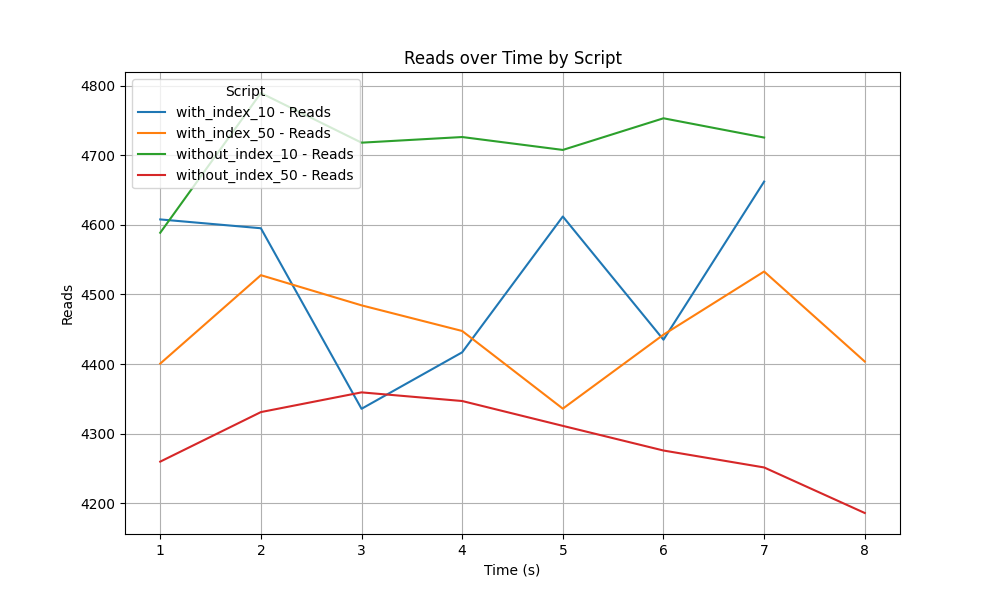 Reads over Time by Script
Script
with_index_10 - Reads
with_index_50 - Reads
without_index_10 - Reads
without_index_50 - Reads
4800
4700
4600
4500
4400
4300
4200
Reads
1 2 3 4 5 6 7 8
Time (s)